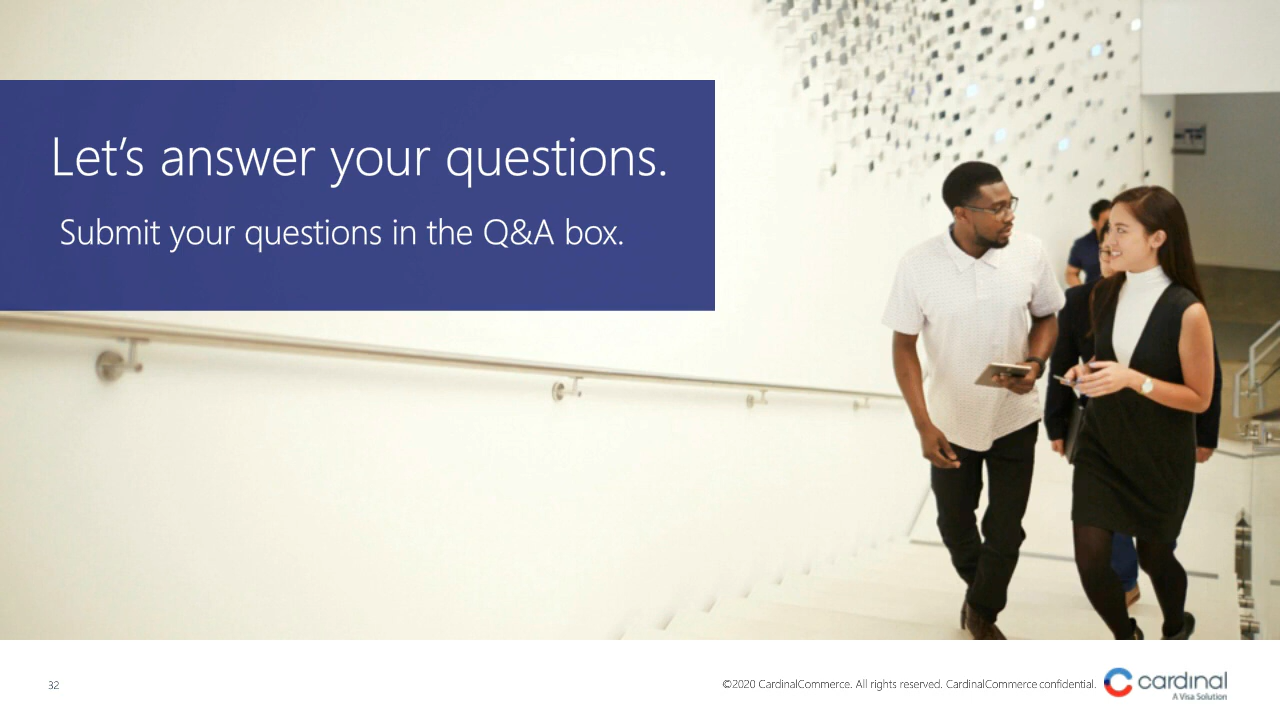 Let’s answer your questions.
Submit your questions in the Q&A box.
32
©2020 CardinalCommerce. All rights reserved. CardinalCommerce confidential.
cardinal
A Visa Solution